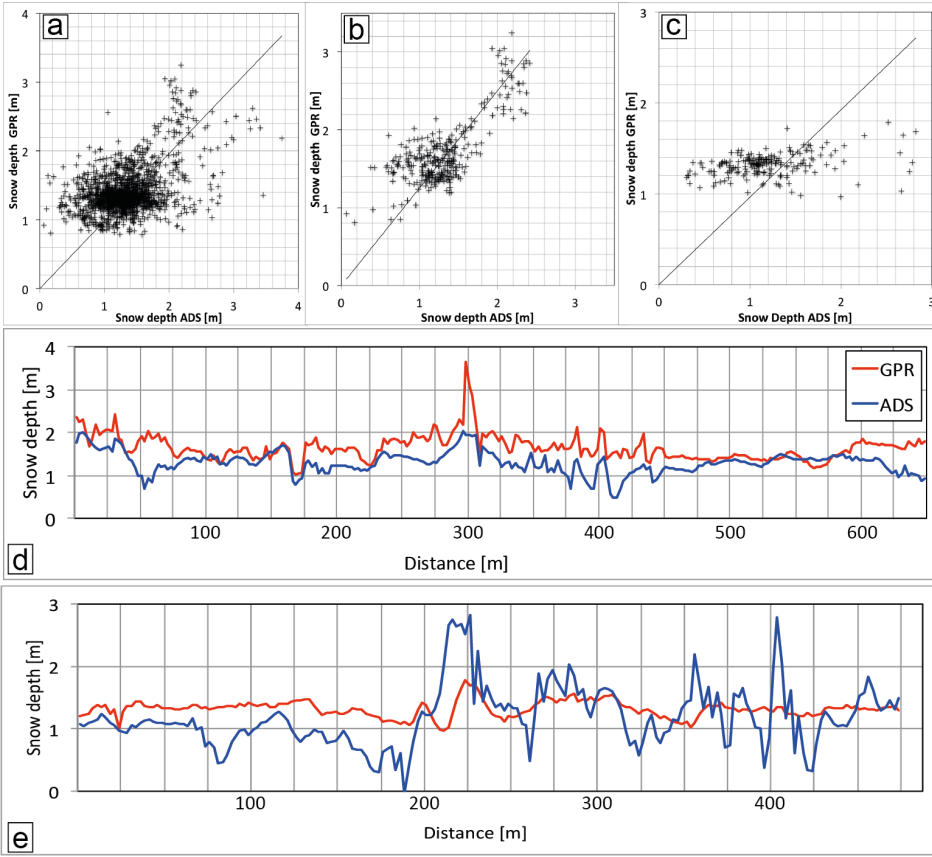 a
4
3
2
1
0
0 1 2 3 4
Snow depth GPR [m]
Snow depth ADS [m]
b
3
2
1
0
0 1 2 3
Snow depth GPR [m]
Snow depth ADS [m]
c
3
2
1
0
0 1 2 3
Snow depth GPR [m]
Snow Depth ADS [m]
4
3
2
1
0
Snow depth [m]
GPR
ADS
100 200 300 400 500 600
Distance [m]
d
3
2
1
0
Snow depth [m]
100 200 300 400
Distance [m]
e